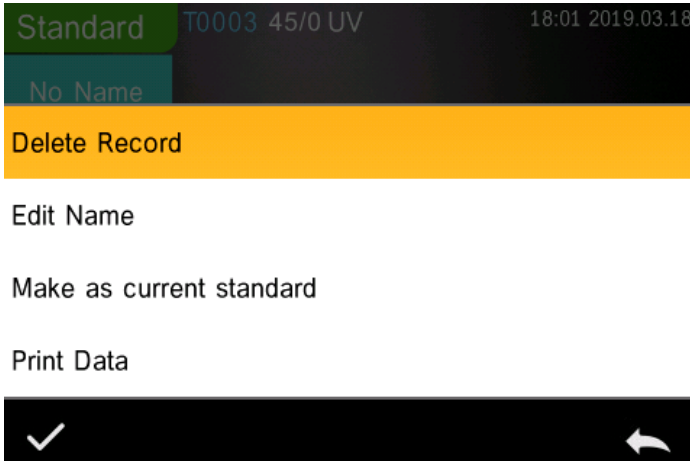 Standard T0003 45/0 UV 18:01 2019.03.18
No Name
Delete Record
Edit Name
Make as current standard
Print Data